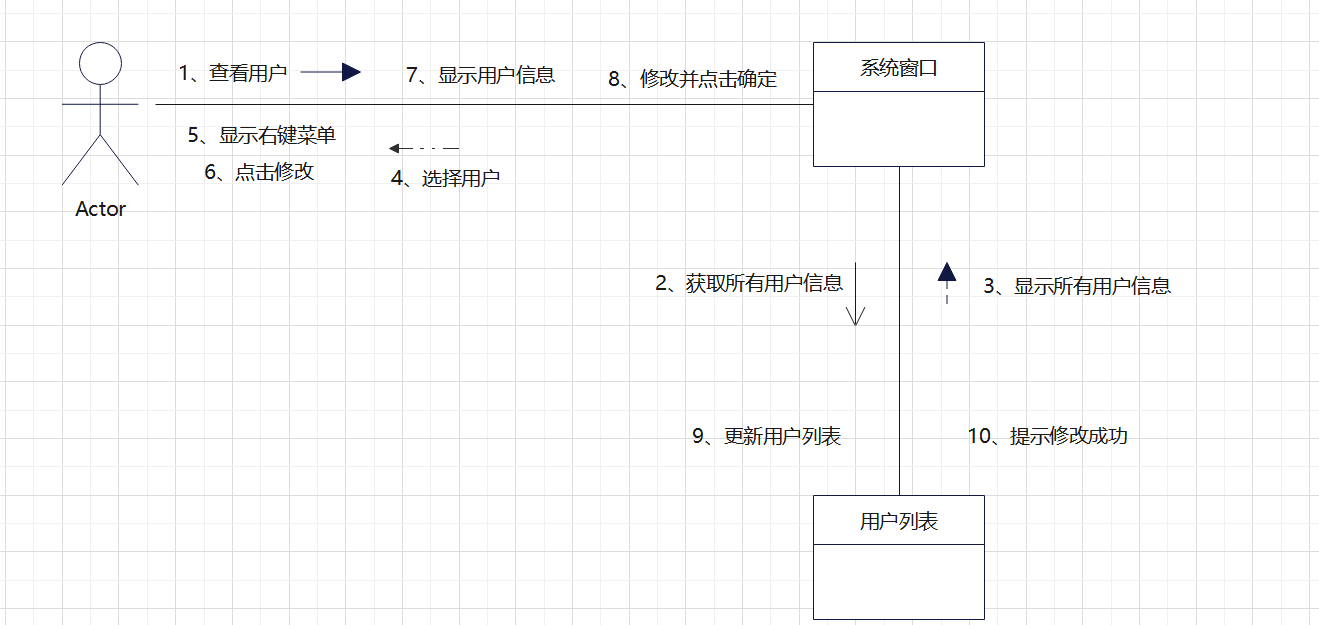 1、查看用户
7、显示用户信息
8、修改并点击确定
系统窗口
5、显示右键菜单
6、点击修改
4、选择用户
Actor
2、获取所有用户信息
3、显示所有用户信息
9、更新用户列表
10、提示修改成功
用户列表